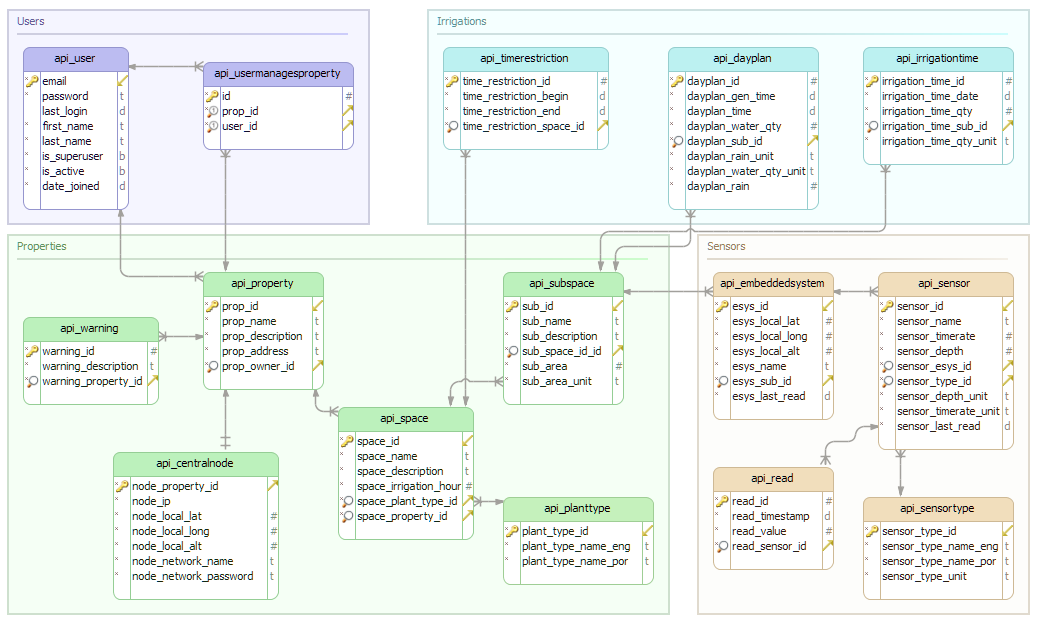 Users
api_user
email
password t
last_login d
first_name t
last_name t
is_superuser b
is_active b
date_joined d
api_usermanagesproperty
id #
prop_id
user_id
Irrigations
api_timerestriction
time_restriction_id #
time_restriction_begin d
time_restriction_end d
time_restriction_space_id
api_dayplan
dayplan_id #
dayplan_gen_time d
dayplan_time d
dayplan_water_qty #
dayplan_sub_id
dayplan_rain_unit t
dayplan_water_qty_unit t
dayplan_rain #
api_irrigationtime
irrigation_time_id #
irrigation_time_date d
irrigation_time_qty #
irrigation_time_sub_id
irrigation_time_qty_unit t
Properties
api_warning
warning_id #
warning_description t
warning_property_id
api_property
prop_id
prop_name t
prop_description t
prop_address t
prop_owner_id
api_centralnode
node_property_id
node_ip
node_local_lat #
node_local_long #
node_local_alt #
node_network_name t
node_network_password t
api_space
space_id
space_name t
space_description t
space_irrigation_hour #
space_plant_type_id
space_property_id
api_subspace
sub_id
sub_name t
sub_description t
sub_space_id_id
sub_area #
sub_area_unit t
api_planttype
plant_type_id
plant_type_name_eng t
plant_type_name_por t
Sensors
api_embeddedsystem
esys_id
esys_local_lat #
esys_local_long #
esys_local_alt #
esys_name t
esys_sub_id
esys_last_read d
api_sensor
sensor_id
sensor_name t
sensor_timerate #
sensor_depth #
sensor_esys_id
sensor_type_id
sensor_depth_unit t
sensor_timerate_unit t
sensor_last_read d
api_read
read_id #
read_timestamp d
read_value #
read_sensor_id
api_sensortype
sensor_type_id
sensor_type_name_eng t
sensor_type_name_por t
sensor_type_unit t